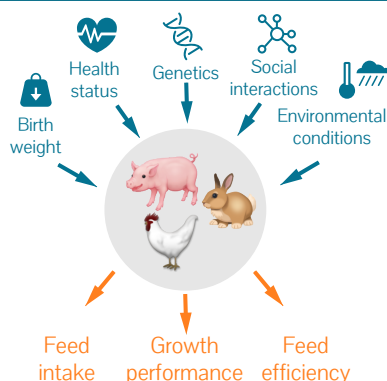 Birth
weight
Health
status
Genetics
Social
interactions
Environmental
conditions
Feed
intake
Growth
performance
Feed
efficiency